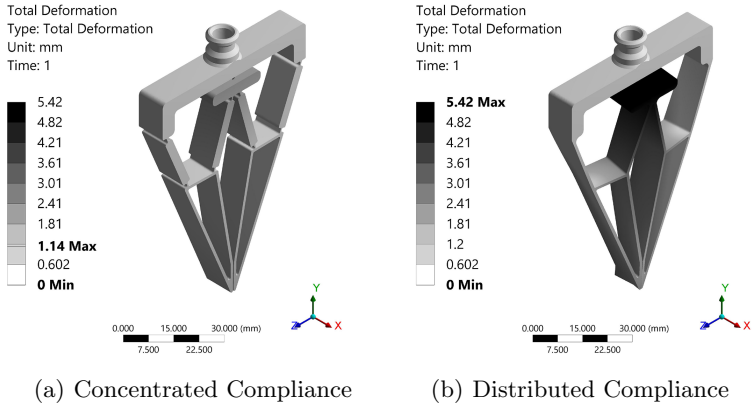 Total Deformation
Type: Total Deformation
Unit: mm
Time: 1
5.42
4.82
4.21
3.61
3.01
2.41
1.81
1.14 Max
0.602
0 Min
Y
Z
X
0.000 15.000 30.000 (mm)
7.500 22.500
(a) Concentrated Compliance
Total Deformation
Type: Total Deformation
Unit: mm
Time: 1
5.42 Max
4.82
4.21
3.61
3.01
2.41
1.81
1.2
0.602
0 Min
Y
Z
X
0.000 15.000 30.000 (mm)
7.500 22.500
(b) Distributed Compliance